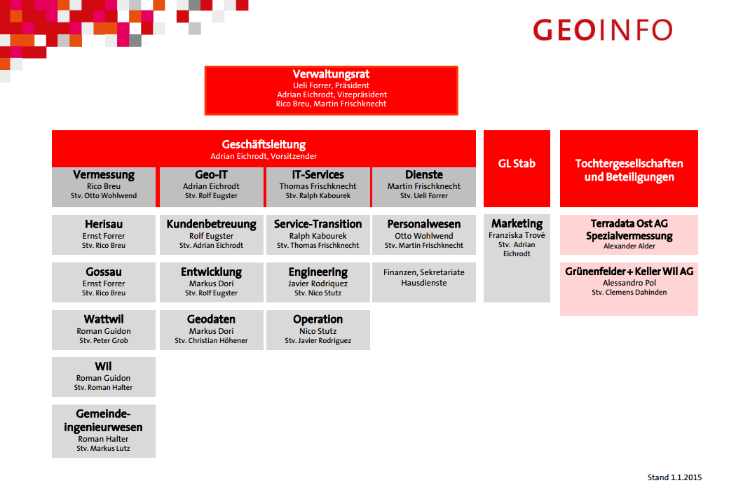 GEOINFO
Verwaltungsrat
Ueli Forrer, Präsident
Adrian Eichrodt, Vizepräsident
Rico Breu, Martin Frischknecht
Geschäftsleitung
Adrian Eichrodt, Vorsitzender
GL Stab
Tochtergesellschaften
und Beteiligungen
Vermessung
Rico Breu
Stv. Otto Wohlwend
Geo-IT
Adrian Eichrodt
Stv. Rolf Eugster
IT-Services
Thomas Frischknecht
Stv. Ralph Kabourek
Dienste
Martin Frischknecht
Stv. Ueli Forrer
Herisau
Ernst Forrer
Stv. Rico Breu
Kundenbetreuung
Rolf Eugster
Stv. Adrian Eichrodt
Service-Transition
Ralph Kabourek
Stv. Thomas Frischknecht
Personalwesen
Otto Wohlwend
Stv. Martin Frischknecht
Marketing
Franziska Trovè
Stv. Adrian
Eichrodt
Terradata Ost AG
Spezialvermessung
Alexander Alder
Gossau
Ernst Forrer
Stv. Rico Breu
Entwicklung
Markus Dori
Stv. Rolf Eugster
Engineering
Javier Rodriquez
Stv. Nico Stutz
Finanzen, Sekretariate
Hausdienste
Grünenfelder + Keller Wil AG
Alessandro Pol
Stv. Clemens Dahinden
Wattwil
Roman Guidon
Stv. Peter Grob
Geodaten
Markus Dori
Stv. Christian Höhener
Operation
Nico Stutz
Stv. Javier Rodriguez
Wil
Roman Guidon
Stv. Roman Halter
Gemeinde-
ingenieurwesen
Roman Halter
Stv. Markus Lutz
Stand 1.1.2015